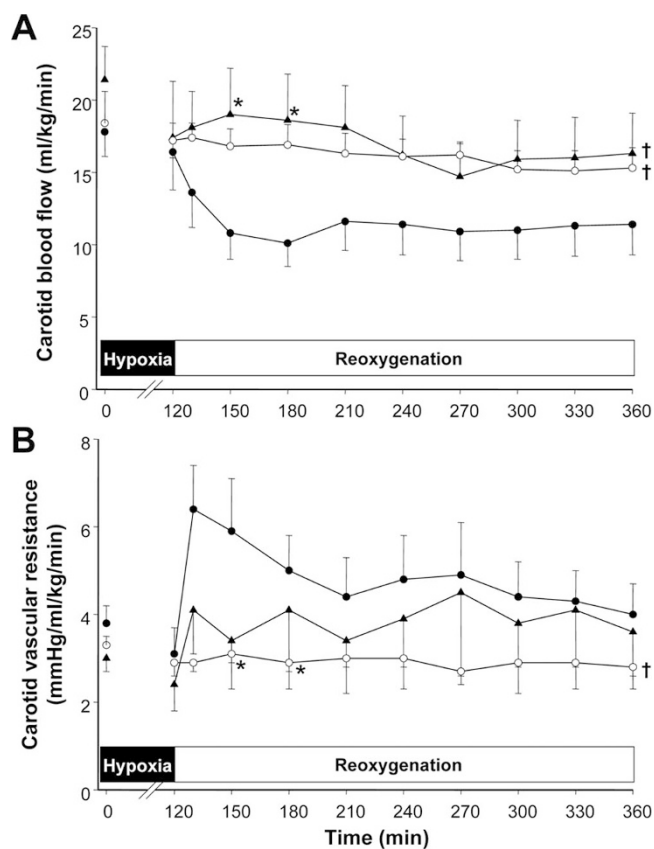 A
Carotid blood flow (ml/kg/min)
25
20
15
10
5
0
* *
†
†
Hypoxia Reoxygenation
0 120 150 180 210 240 270 300 330 360
B
Carotid vascular resistance
(mmHg/ml/kg/min)
8
6
4
2
0
* *
†
Hypoxia Reoxygenation
0 120 150 180 210 240 270 300 330 360
Time (min)